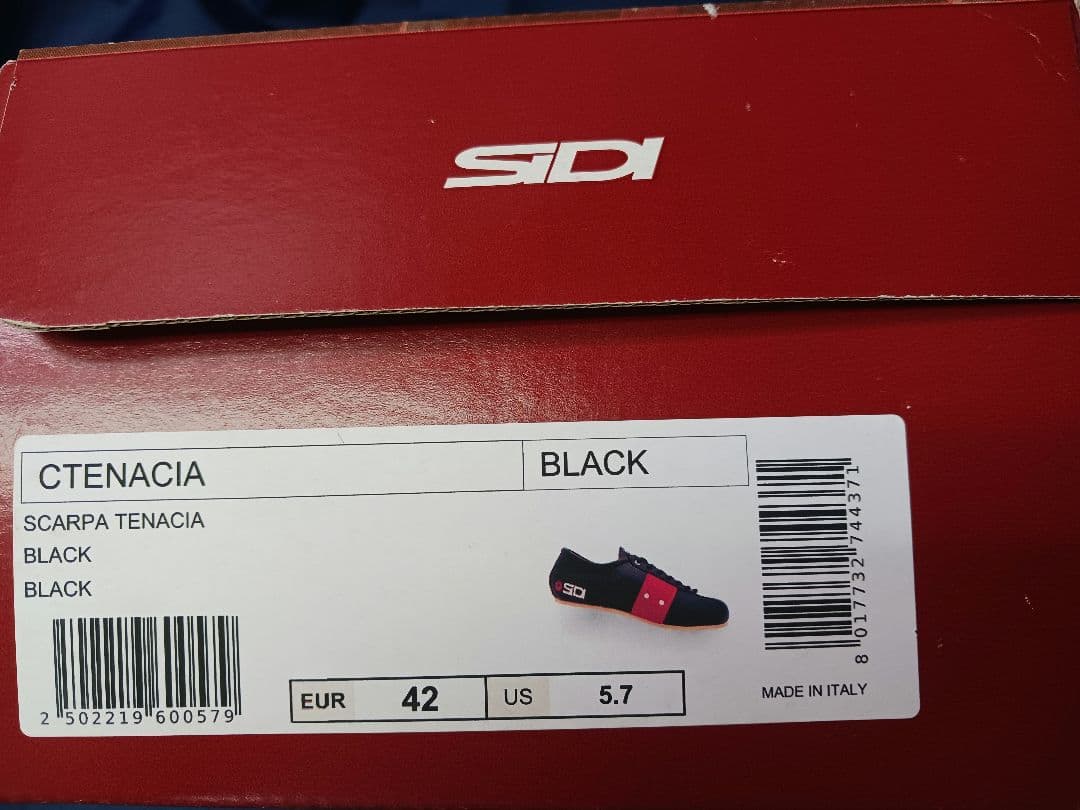 SIDI
CTENACIA BLACK
SCARPA TENACIA
BLACK
BLACK
SIDI
2 502219 600579
EUR 42 US 5.7
8 017732 744371
MADE IN ITALY